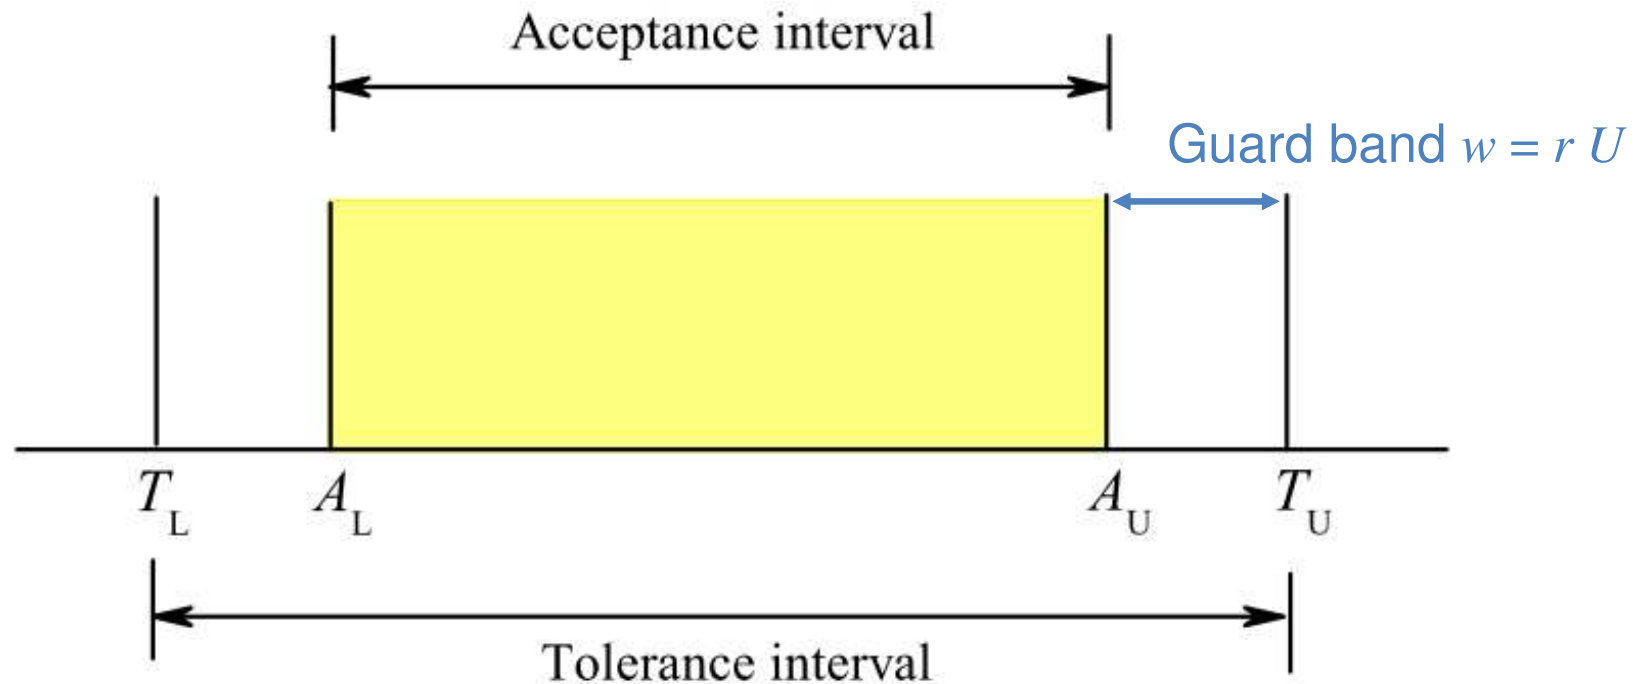 Acceptance interval
Guard band w = r U
T_L A_L A_U T_U
Tolerance interval